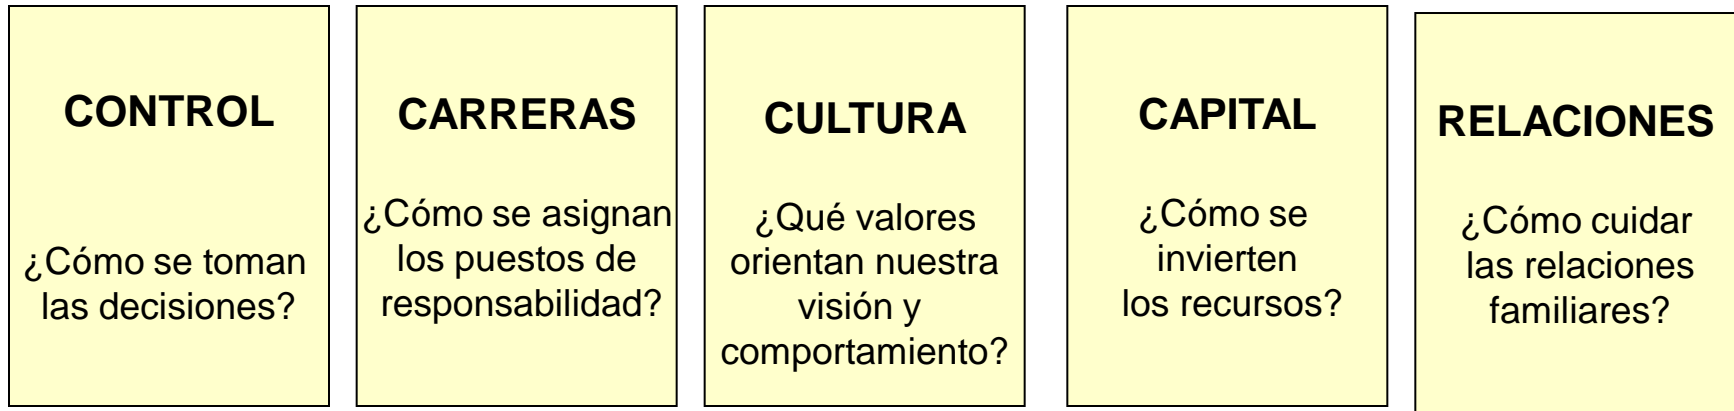 CONTROL
¿Cómo se toman
las decisiones?
CARRERAS
¿Cómo se asignan
los puestos de
responsabilidad?
CULTURA
¿Qué valores
orientan nuestra
visión y
comportamiento?
CAPITAL
¿Cómo se
invierten
los recursos?
RELACIONES
¿Cómo cuidar
las relaciones
familiares?